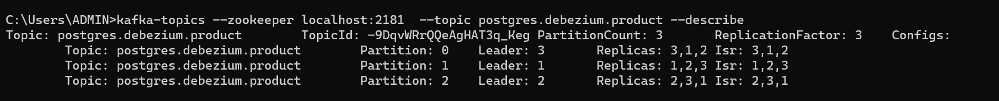 C:\Users\ADMIN>kafka-topics --zookeeper localhost:2181  --topic postgres.debezium.product --describe
Topic: postgres.debezium.product	TopicId: -9DqvWRrQQeAgHAT3q_Keg PartitionCount: 3	ReplicationFactor: 3	Configs:
	Topic: postgres.debezium.product	Partition: 0	Leader: 3	Replicas: 3,1,2	Isr: 3,1,2
	Topic: postgres.debezium.product	Partition: 1	Leader: 1	Replicas: 1,2,3	Isr: 1,2,3
	Topic: postgres.debezium.product	Partition: 2	Leader: 2	Replicas: 2,3,1	Isr: 2,3,1